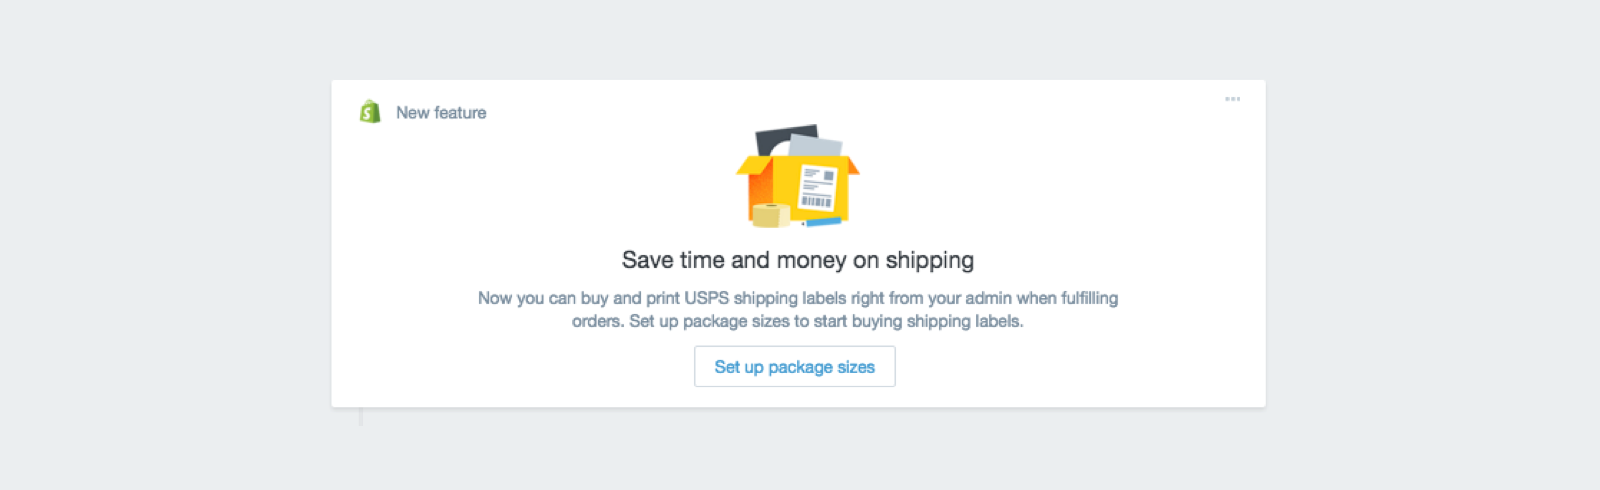 New feature
Save time and money on shipping
Now you can buy and print USPS shipping labels right from your admin when fulfilling
orders. Set up package sizes to start buying shipping labels.
Set up package sizes